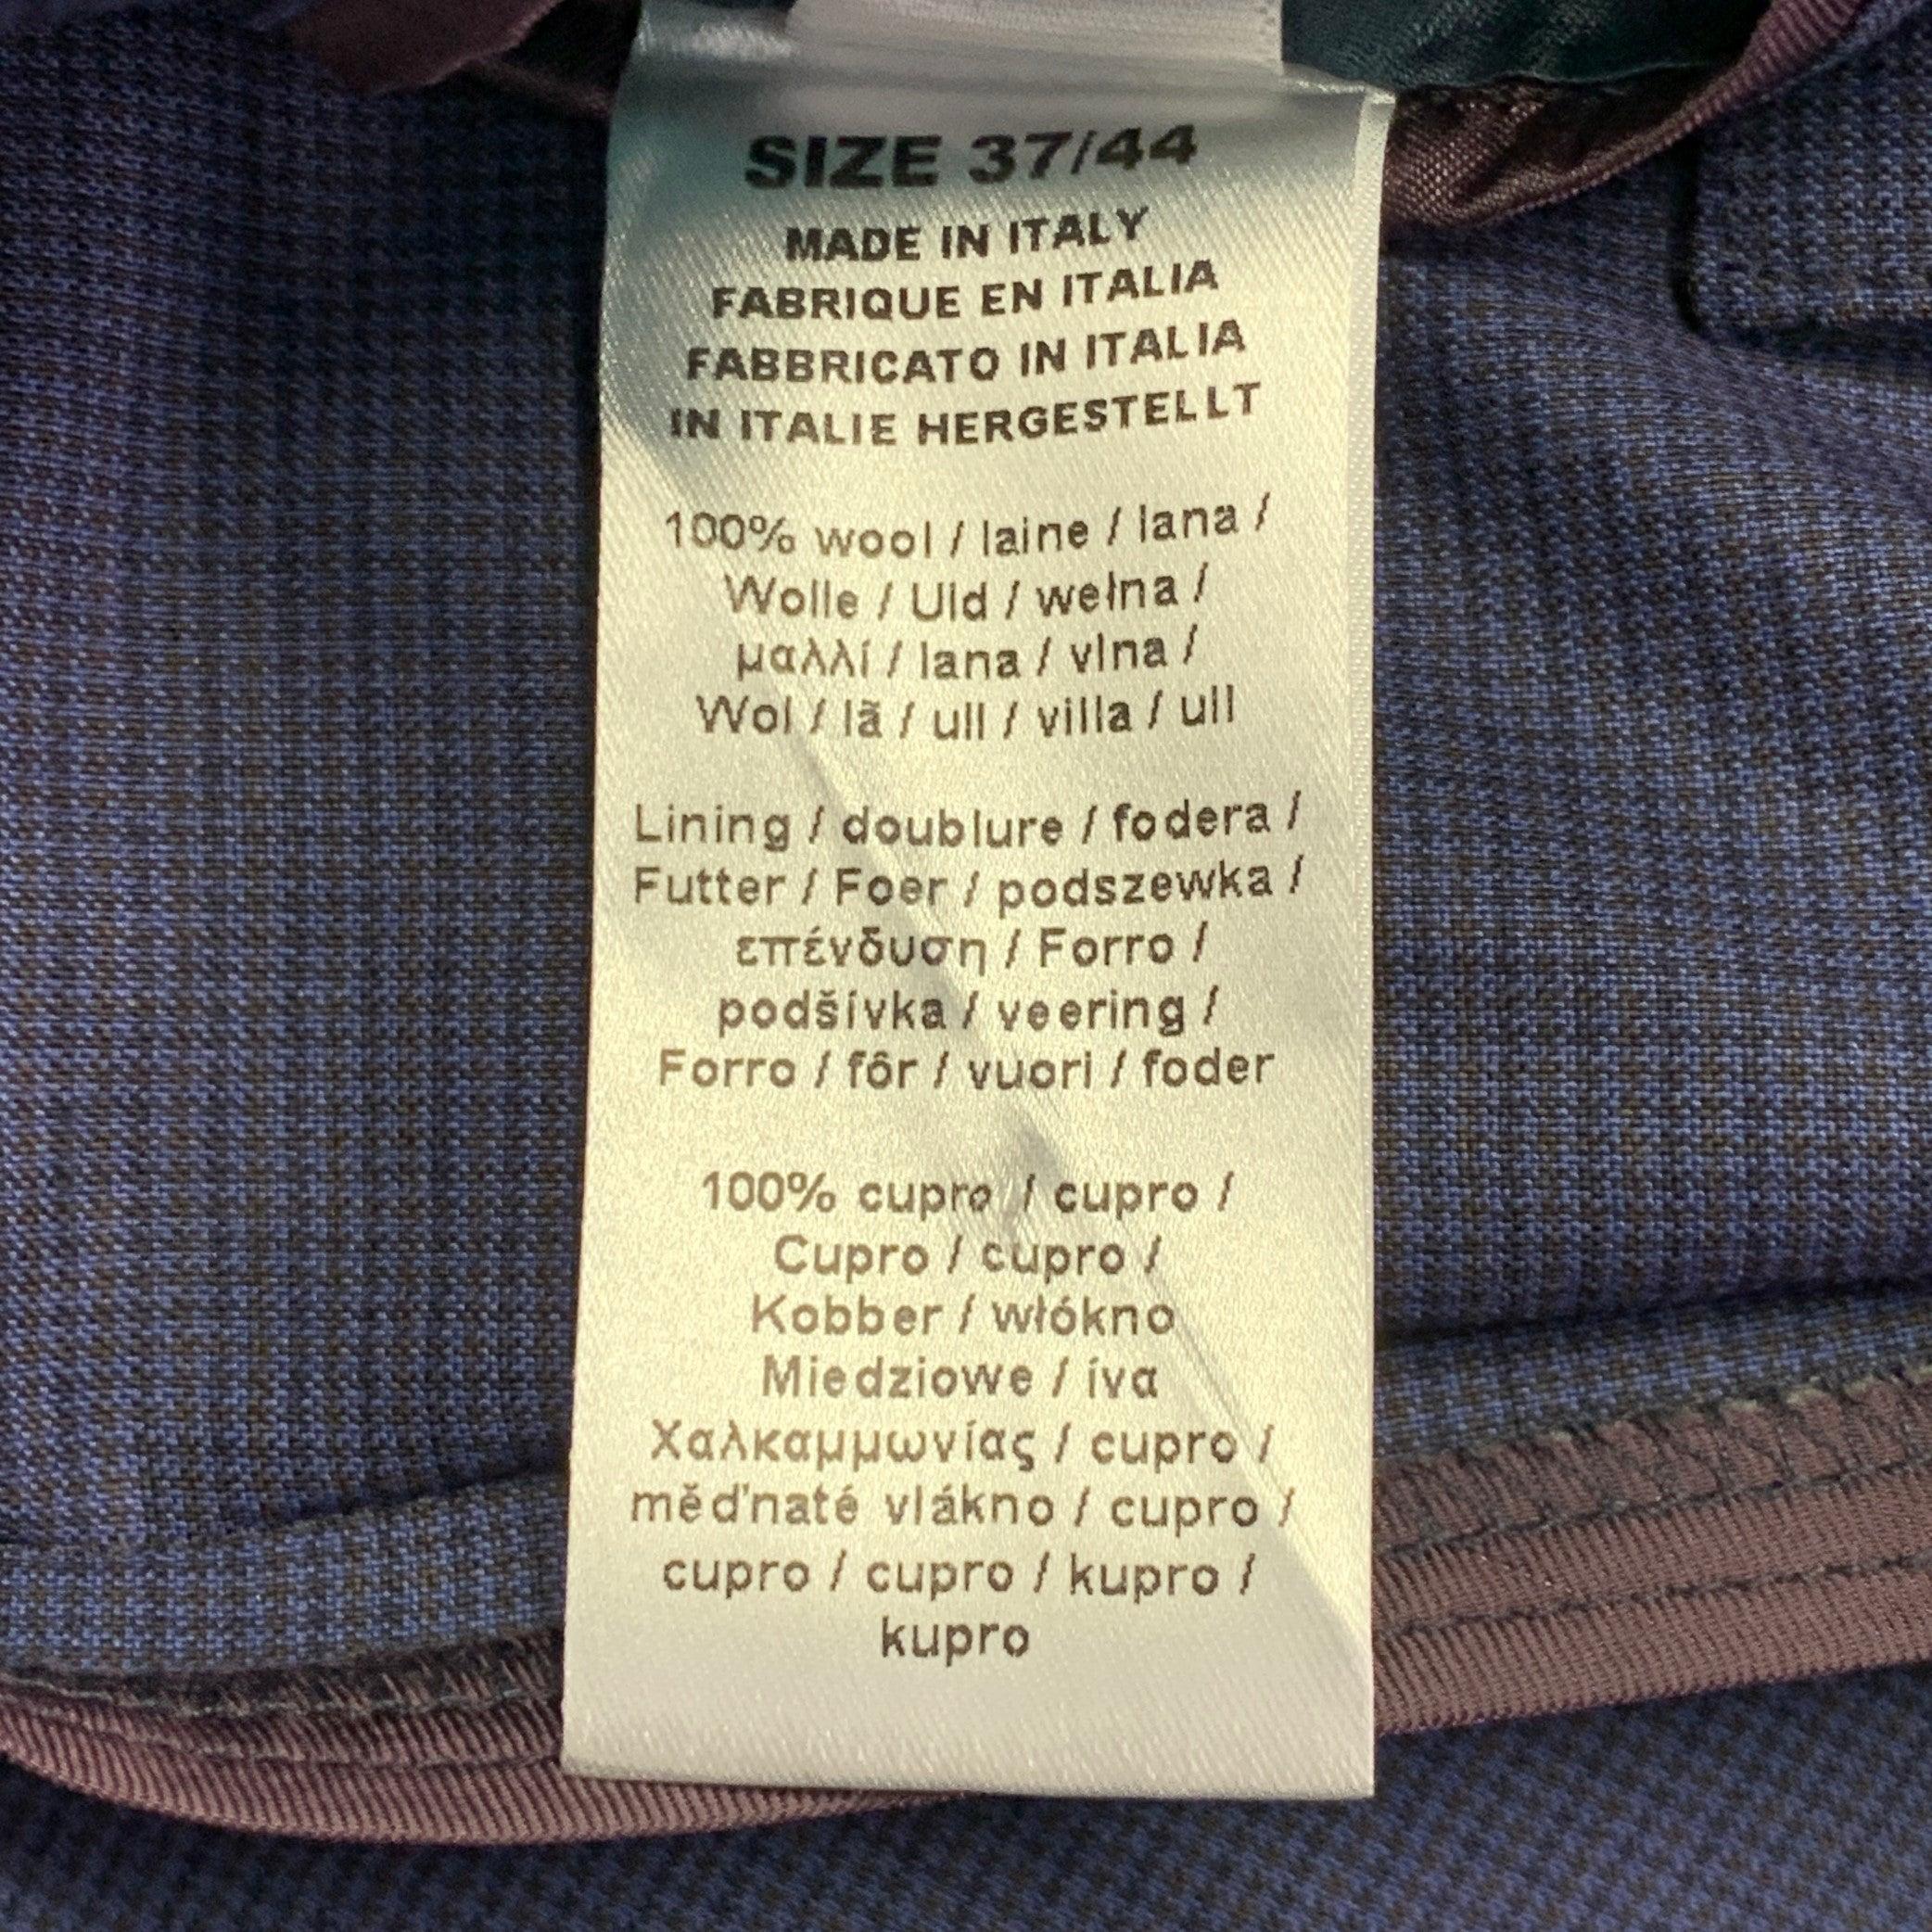 SIZE 37/44
MADE IN ITALY
FABRIQUE EN ITALIA
FABBRICATO IN ITALIA
IN ITALIE HERGESTELLT
100% wool / laine / lana /
Wolle / Uld / wełna /
μαλλί / lana / vlna /
Wol / lã / ull / villa / ull
Lining / doublure / fodera /
Futter / Foer / podszewka /
επένδυση / Forro /
podšívka / veering /
Forro / fôr / vuori / foder
100% cupro / cupro /
Cupro / cupro /
Kobber / włókno
Miedziowe / ίνα
Χαλκαμμωνίας / cupro /
měďnaté vlákno / cupro /
cupro / cupro / kupro /
kupro